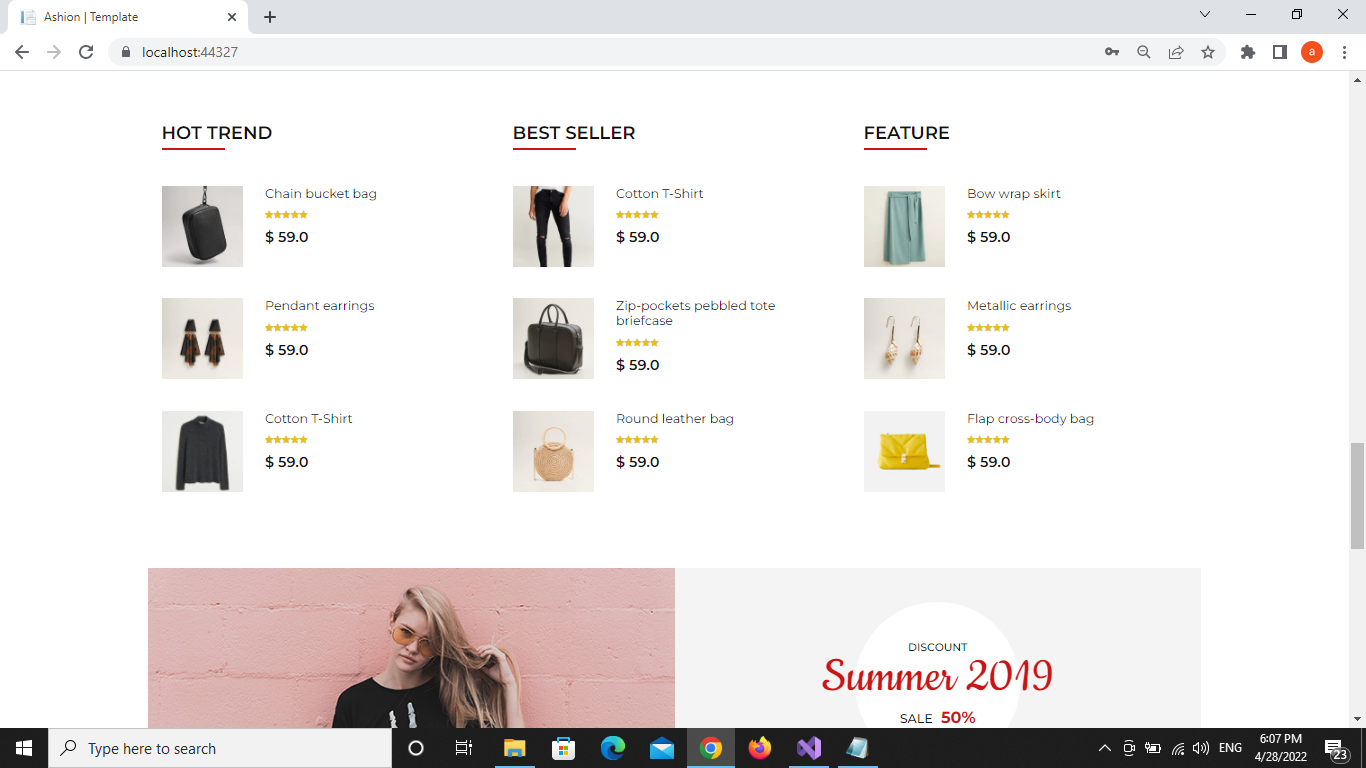 Ashion | Template
localhost:44327
a
HOT TREND
Chain bucket bag
$ 59.0
Pendant earrings
$ 59.0
Cotton T-Shirt
$ 59.0
BEST SELLER
Cotton T-Shirt
$ 59.0
Zip-pockets pebbled tote
briefcase
$ 59.0
Round leather bag
$ 59.0
FEATURE
Bow wrap skirt
$ 59.0
Metallic earrings
$ 59.0
Flap cross-body bag
$ 59.0
DISCOUNT
Summer 2019
SALE 50%
Type here to search
ENG
6:07 PM
4/28/2022
23